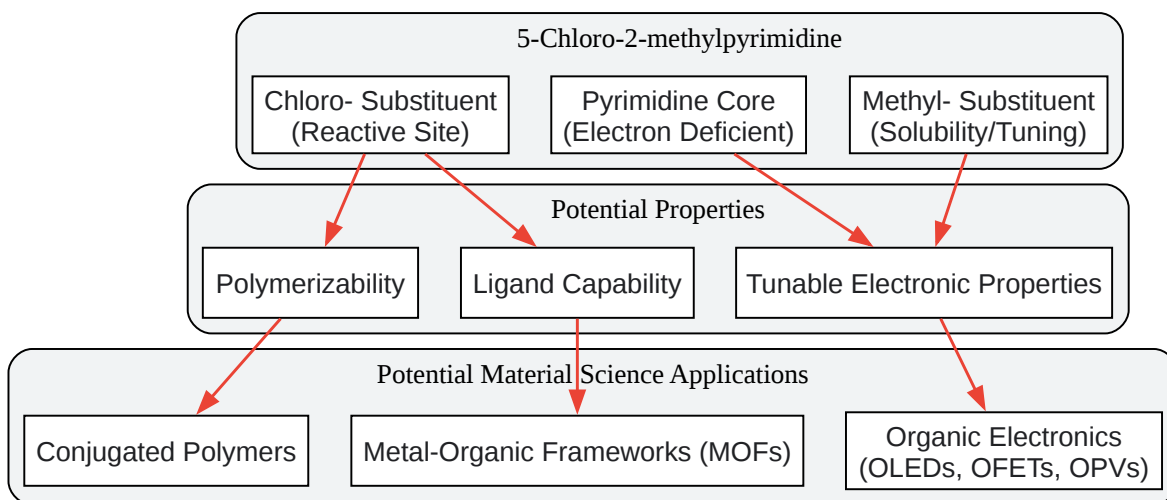 5-Chloro-2-methylpyrimidine
Chloro- Substituent
(Reactive Site)
Pyrimidine Core
(Electron Deficient)
Methyl- Substituent
(Solubility/Tuning)
Potential Properties
Polymerizability
Ligand Capability
Tunable Electronic Properties
Potential Material Science Applications
Conjugated Polymers
Metal-Organic Frameworks (MOFs)
Organic Electronics
(OLEDs, OFETs, OPVs)